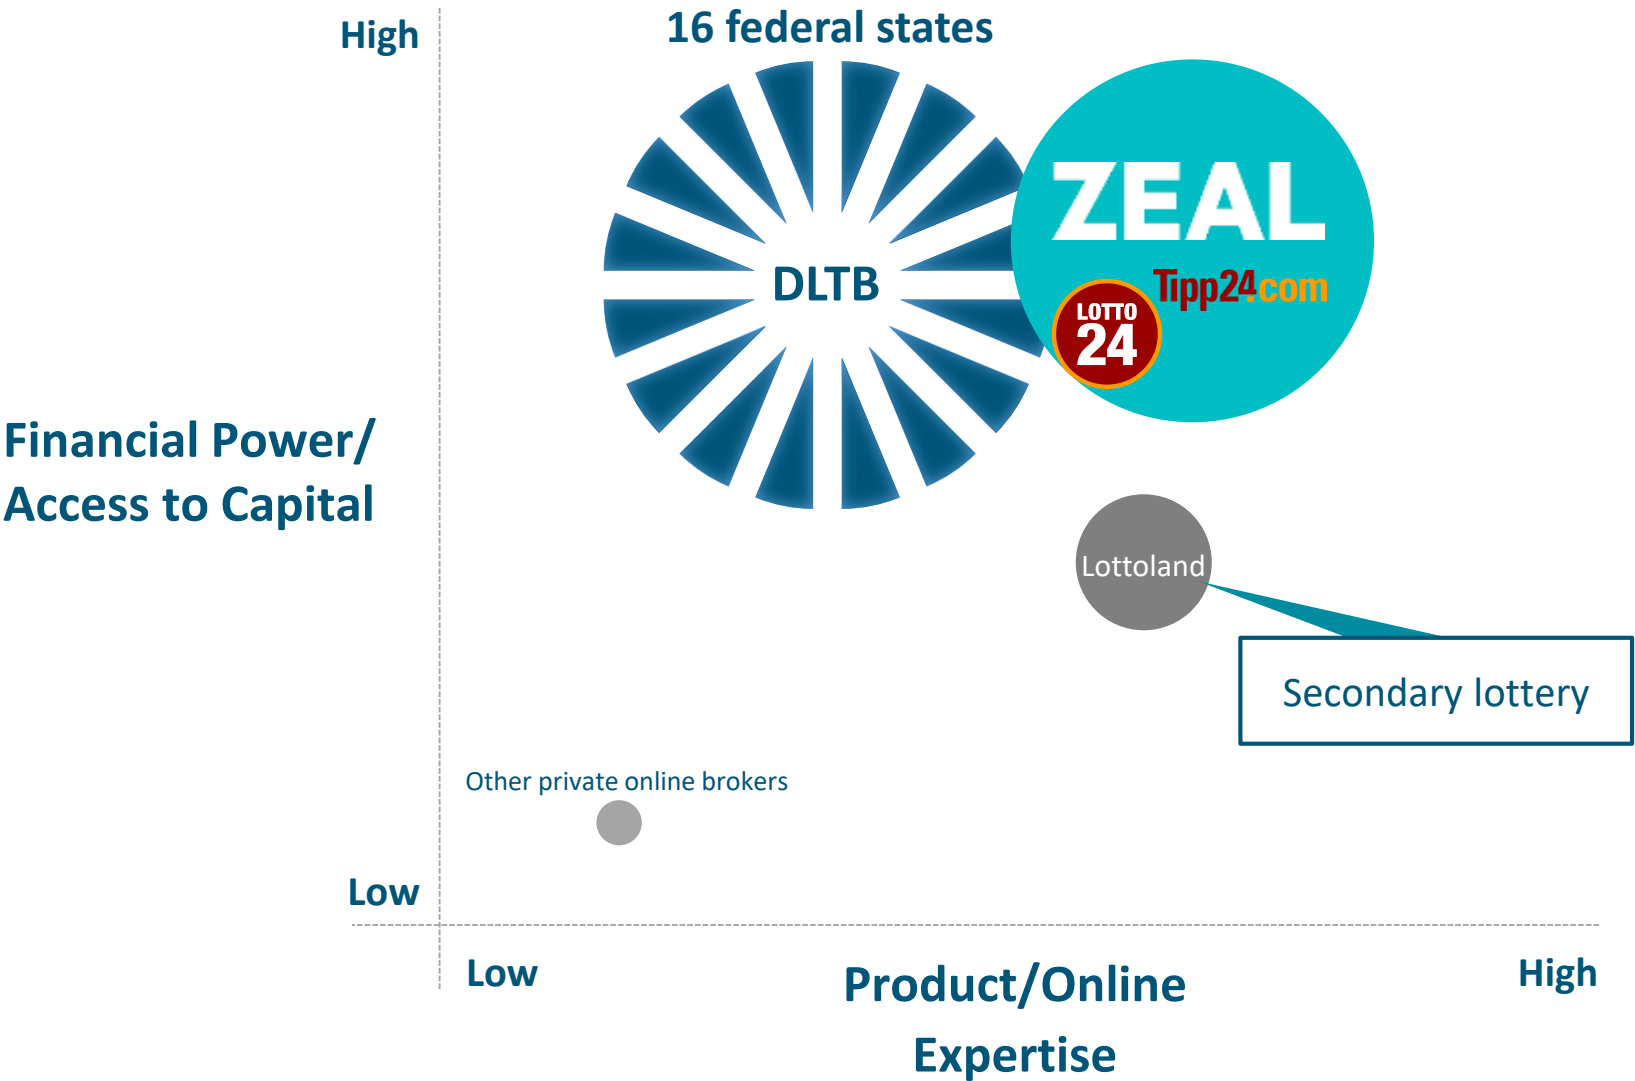 High
16 federal states
ZEAL
DLTB
Tipp24.com
LOTTO
24
Financial Power/
Access to Capital
Lottoland
Secondary lottery
Other private online brokers
Low
Low
Product/Online
Expertise
High